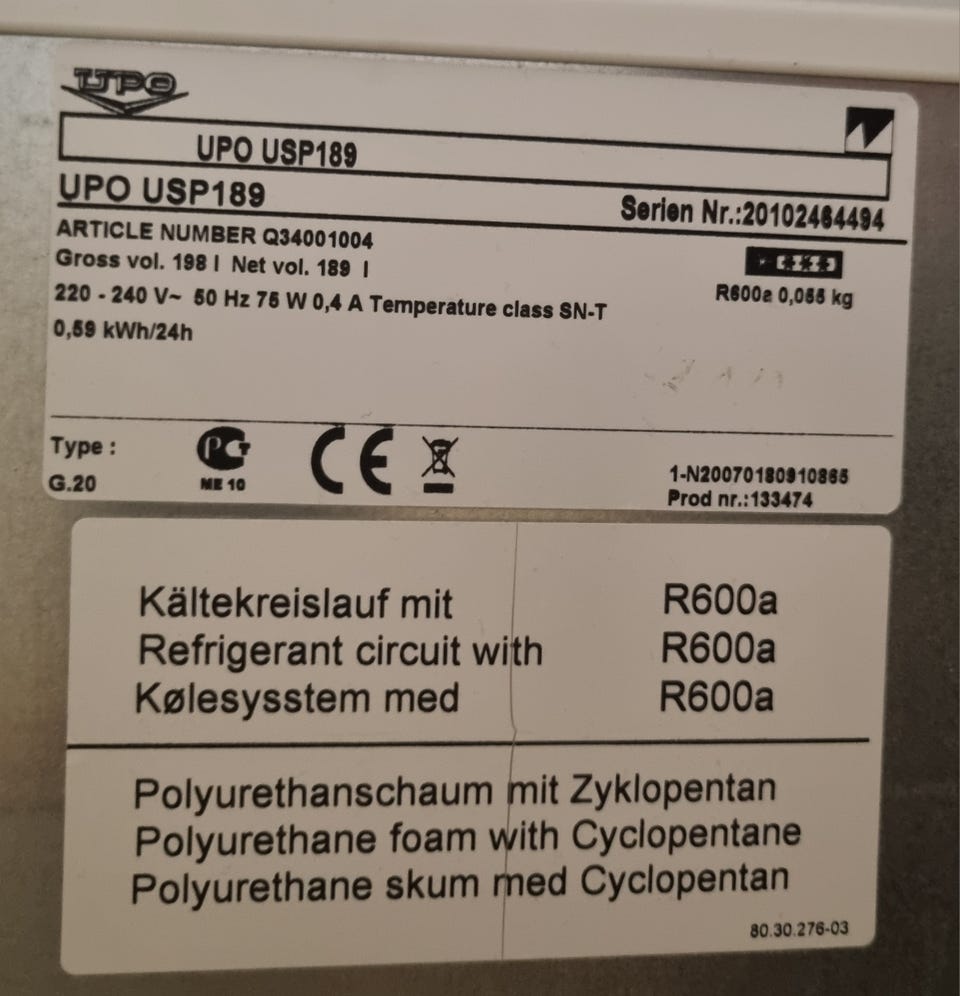 UPO
UPO USP189
UPO USP189
Serien Nr.:20102464494
ARTICLE NUMBER Q34001004
Gross vol. 198 l Net vol. 189 l
220 - 240 V~ 50 Hz 75 W 0,4 A Temperature class SN-T
R600a 0,055 kg
0,59 kWh/24h
Type :
G.20
РСТ
ME 10
CE
1-N20070180910865
Prod nr.:133474
Kältekreislauf mit R600a
Refrigerant circuit with R600a
Kølesysstem med R600a
Polyurethanschaum mit Zyklopentan
Polyurethane foam with Cyclopentane
Polyurethane skum med Cyclopentan
80.30.276-03